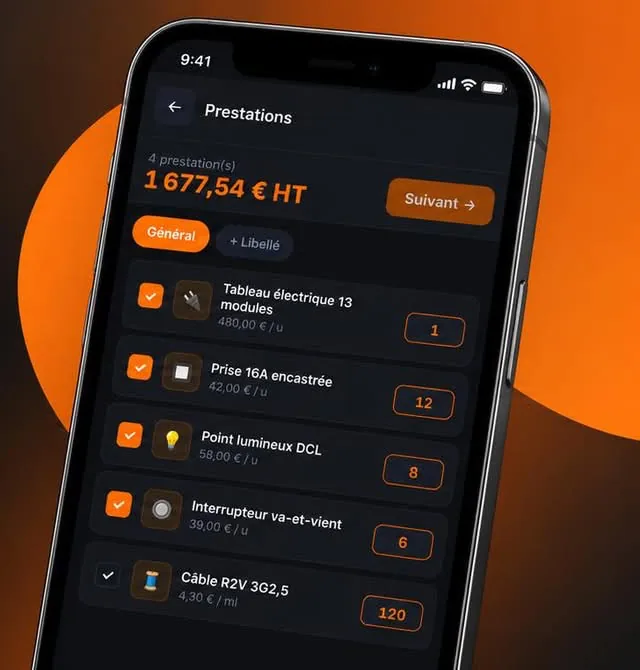 9:41
← Prestations
4 prestation(s)
1 677,54 € HT
Suivant →
Général
+ Libellé
Tableau électrique 13
modules
480,00 € / u
1
Prise 16A encastrée
42,00 € / u
12
Point lumineux DCL
58,00 € / u
8
Interrupteur va-et-vient
39,00 € / u
6
Câble R2V 3G2,5
4,30 € / ml
120